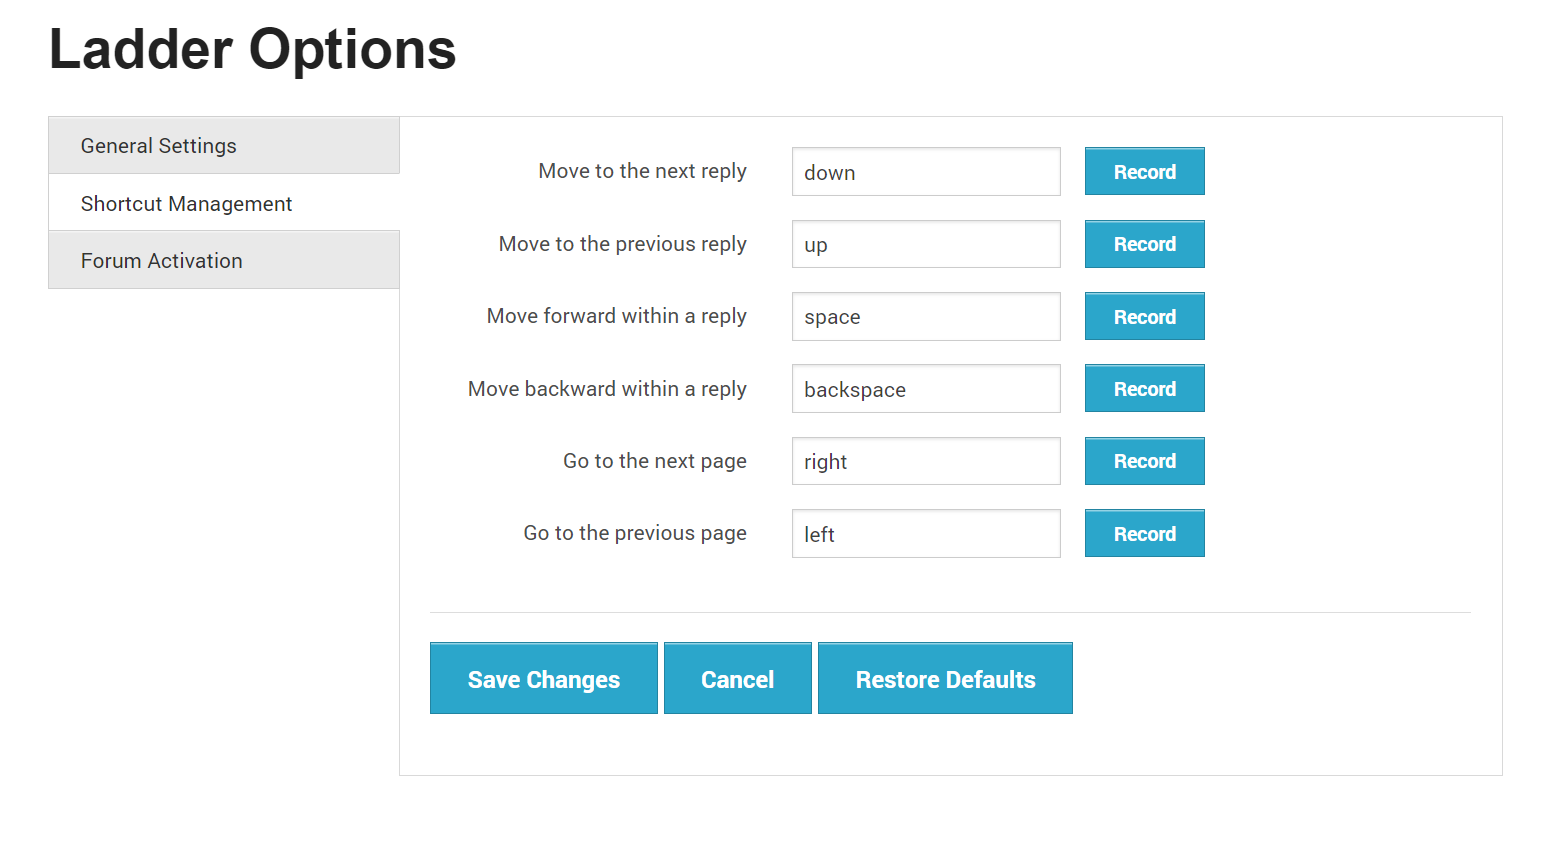 Ladder Options
General Settings
Shortcut Management
Forum Activation
Move to the next reply down Record
Move to the previous reply up Record
Move forward within a reply space Record
Move backward within a reply backspace Record
Go to the next page right Record
Go to the previous page left Record
Save Changes Cancel Restore Defaults